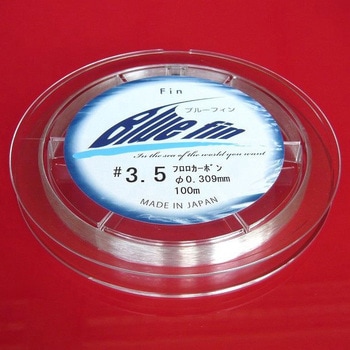 Fin
ブルーフィン
Blue fin
In the sea of the world you want
#3.5 フロロカーボン
φ0.309mm
100m
MADE IN JAPAN